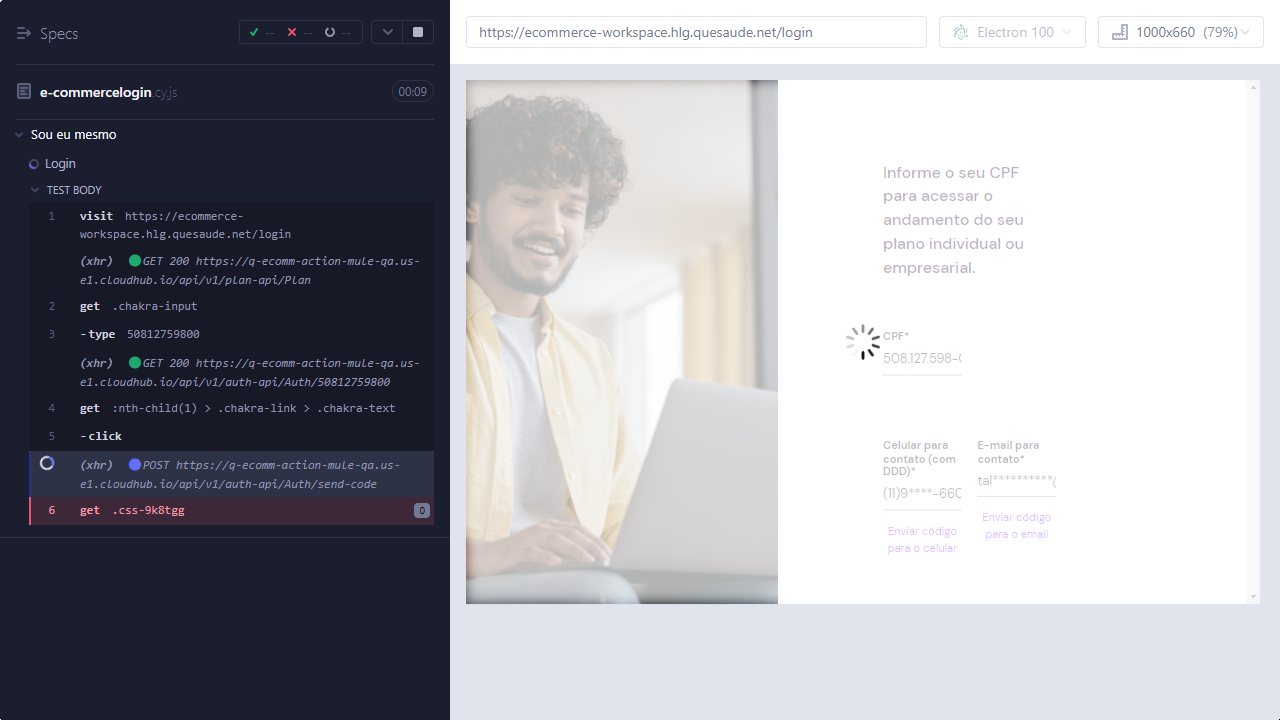 Specs
--
--
--
https://ecommerce-workspace.hlg.quesaude.net/login
Electron 100
1000x660 (79%)
e-commercelogin.cy.js
00:09
Sou eu mesmo
Login
TEST BODY
1 visit https://ecommerce-
workspace.hlg.quesaude.net/login
(xhr) GET 200 https://q-ecomm-action-mule-qa.us-
e1.cloudhub.io/api/v1/plan-api/Plan
2 get .chakra-input
3 -type 50812759800
(xhr) GET 200 https://q-ecomm-action-mule-qa.us-
e1.cloudhub.io/api/v1/auth-api/Auth/50812759800
4 get :nth-child(1) > .chakra-link > .chakra-text
5 -click
(xhr) POST https://q-ecomm-action-mule-qa.us-
e1.cloudhub.io/api/v1/auth-api/Auth/send-code
6 get .css-9k8tgg 0
Informe o seu CPF
para acessar o
andamento do seu
plano individual ou
empresarial.
CPF*
508.127.598-0
Celular para
contato (com
DDD)*
(11)9****-660
Enviar código
para o celular
E-mail para
contato*
tal**********@
Enviar código
para o email